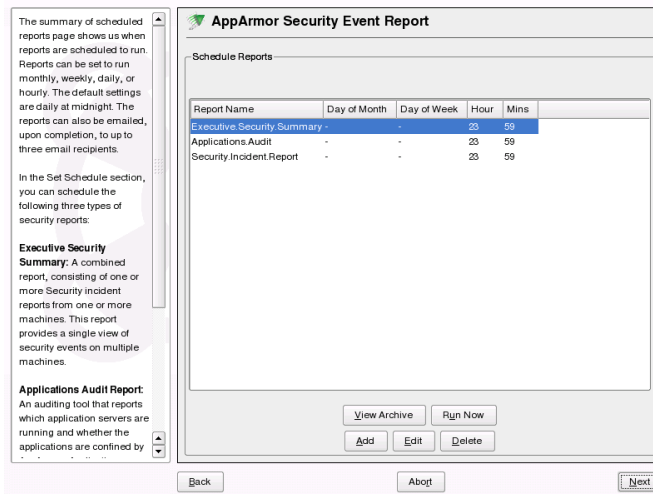 The summary of scheduled
reports page shows us when
reports are scheduled to run.
Reports can be set to run
monthly, weekly, daily, or
hourly. The default settings
are daily at midnight. The
reports can also be emailed,
upon completion, to up to
three email recipients.
In the Set Schedule section,
you can schedule the
following three types of
security reports:
Executive Security
Summary: A combined
report, consisting of one or
more Security incident
reports from one or more
machines. This report
provides a single view of
security events on multiple
machines.
Applications Audit Report:
An auditing tool that reports
which application servers are
running and whether the
applications are confined by
AppArmor Security Event Report
Schedule Reports
Report Name Day of Month Day of Week Hour Mins
Executive.Security.Summary - - 23 59
Applications.Audit - - 23 59
Security.Incident.Report - - 23 59
View Archive Run Now
Add Edit Delete
Back Abort Next